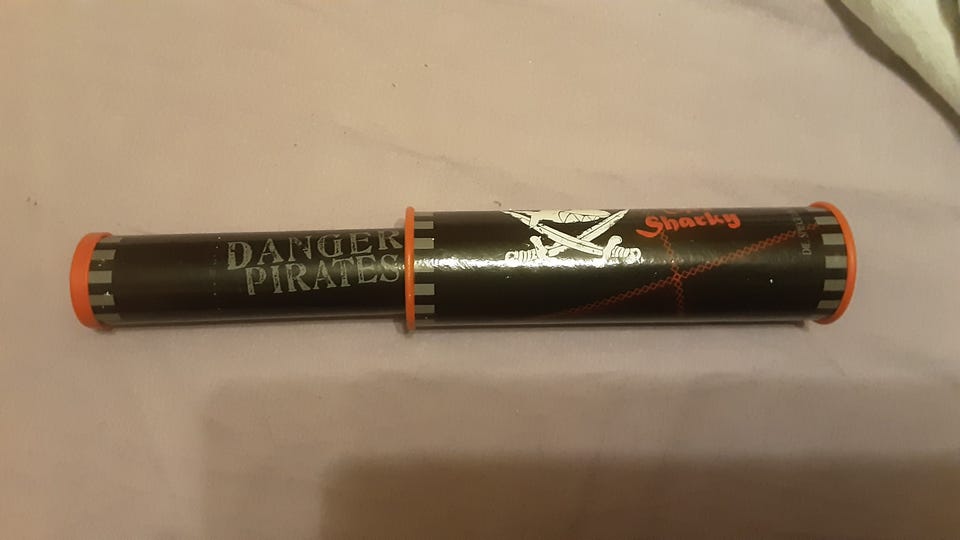 DANGER
PIRATES
Sharky